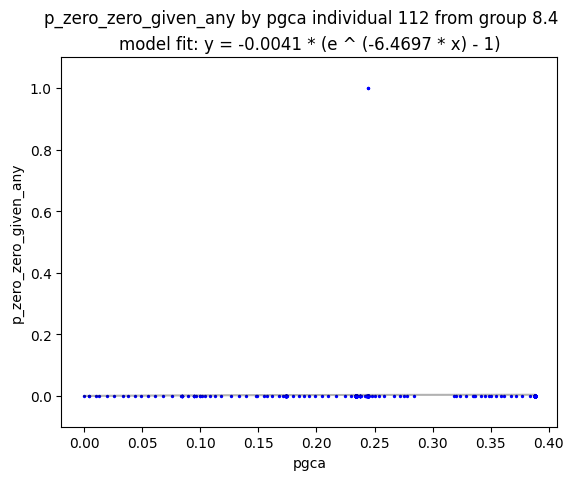 p_zero_zero_given_any by pgca individual 112 from group 8.4
model fit: y = -0.0041 * (e ^ (-6.4697 * x) - 1)
1.0
0.8
0.6
0.4
0.2
0.0
p_zero_zero_given_any
0.00 0.05 0.10 0.15 0.20 0.25 0.30 0.35 0.40
pgca